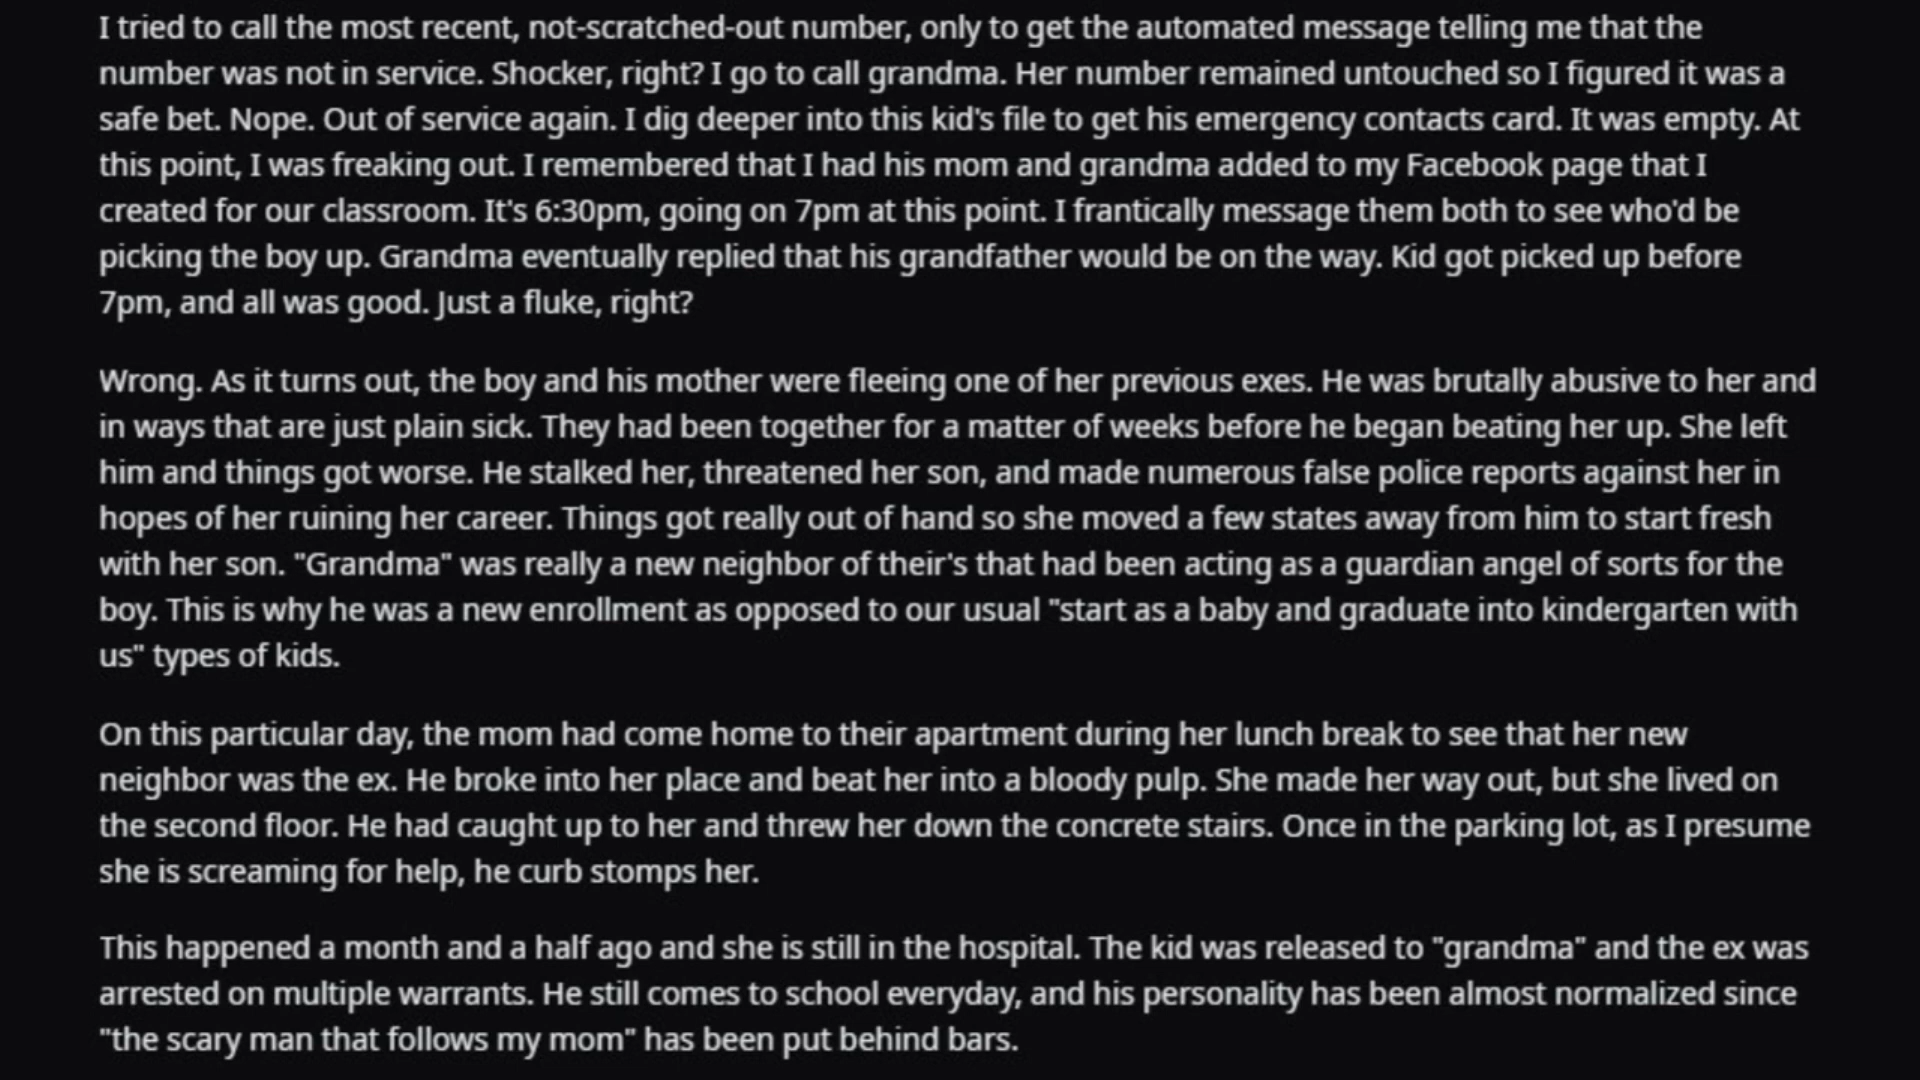 I tried to call the most recent, not-scratched-out number, only to get the automated message telling me that the
number was not in service. Shocker, right? I go to call grandma. Her number remained untouched so I figured it was a
safe bet. Nope. Out of service again. I dig deeper into this kid's file to get his emergency contacts card. It was empty. At
this point, I was freaking out. I remembered that I had his mom and grandma added to my Facebook page that I
created for our classroom. It's 6:30pm, going on 7pm at this point. I frantically message them both to see who'd be
picking the boy up. Grandma eventually replied that his grandfather would be on the way. Kid got picked up before
7pm, and all was good. Just a fluke, right?
Wrong. As it turns out, the boy and his mother were fleeing one of her previous exes. He was brutally abusive to her and
in ways that are just plain sick. They had been together for a matter of weeks before he began beating her up. She left
him and things got worse. He stalked her, threatened her son, and made numerous false police reports against her in
hopes of her ruining her career. Things got really out of hand so she moved a few states away from him to start fresh
with her son. "Grandma" was really a new neighbor of their's that had been acting as a guardian angel of sorts for the
boy. This is why he was a new enrollment as opposed to our usual "start as a baby and graduate into kindergarten with
us" types of kids.
On this particular day, the mom had come home to their apartment during her lunch break to see that her new
neighbor was the ex. He broke into her place and beat her into a bloody pulp. She made her way out, but she lived on
the second floor. He had caught up to her and threw her down the concrete stairs. Once in the parking lot, as I presume
she is screaming for help, he curb stomps her.
This happened a month and a half ago and she is still in the hospital. The kid was released to "grandma" and the ex was
arrested on multiple warrants. He still comes to school everyday, and his personality has been almost normalized since
"the scary man that follows my mom" has been put behind bars.